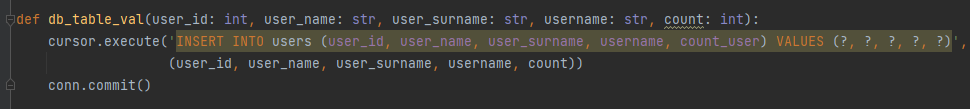 def db_table_val(user_id: int, user_name: str, user_surname: str, username: str, count: int):
cursor.execute('INSERT INTO users (user_id, user_name, user_surname, username, count_user) VALUES (?, ?, ?, ?, ?)',
(user_id, user_name, user_surname, username, count))
conn.commit()